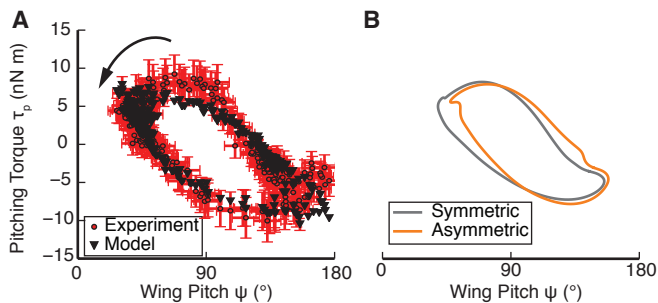 A
Pitching Torque τp (nN m)
15
10
5
0
−5
−10
−15
Experiment
Model
0
90
180
Wing Pitch ψ (°)
B
Symmetric
Asymmetric
0
90
180
Wing Pitch ψ (°)